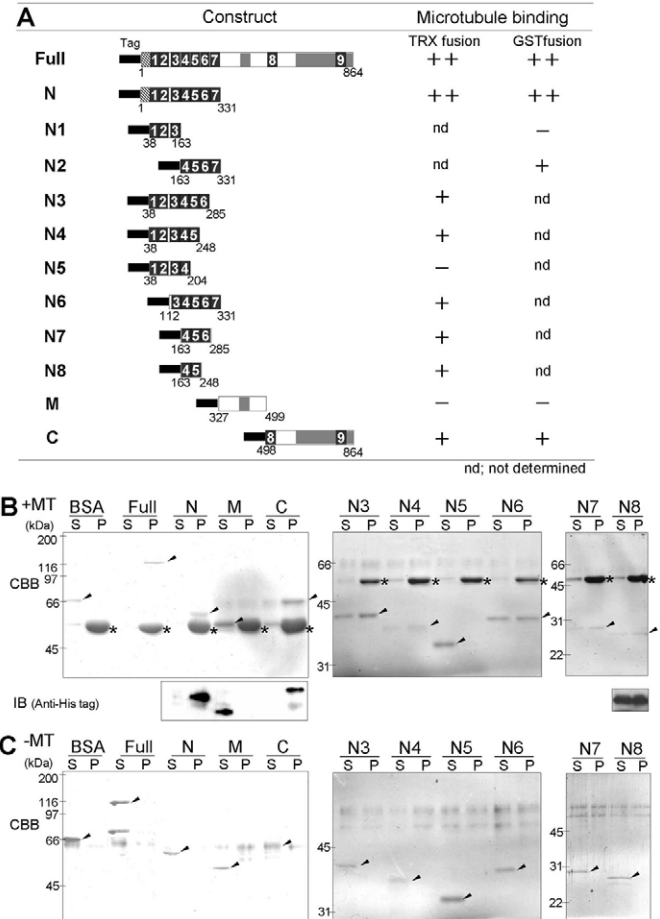 A
Construct Microtubule binding
Tag TRX fusion GSTfusion
Full 1 2 3 4 5 6 7 8 9 ++ ++
1 864
N 1 2 3 4 5 6 7 ++ ++
1 331
N1 1 2 3 nd −
38 163
N2 4 5 6 7 nd +
163 331
N3 1 2 3 4 5 6 + nd
38 285
N4 1 2 3 4 5 + nd
38 248
N5 1 2 3 4 − nd
38 204
N6 3 4 5 6 7 + nd
112 331
N7 4 5 6 + nd
163 285
N8 4 5 + nd
163 248
M − −
327 499
C 8 9 + +
498 864
nd; not determined
B +MT BSA Full N M C N3 N4 N5 N6 N7 N8
(kDa) S P S P S P S P S P S P S P S P S P S P S P
200
116
97
CBB
66
45
* * * * *
66
45
31
* * * *
66
45
31
22
* *
IB (Anti-His tag)
C -MT BSA Full N M C N3 N4 N5 N6 N7 N8
(kDa) S P S P S P S P S P S P S P S P S P S P S P
200
116
97
CBB
66
45
45
31
45
31
22